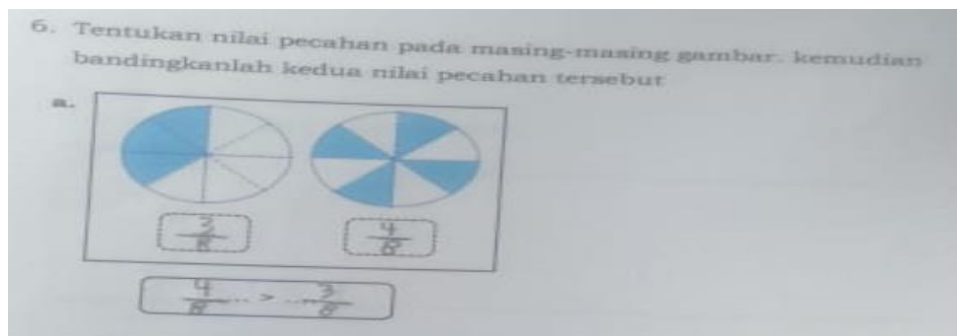 6. Tentukan nilai pecahan pada masing-masing gambar. kemudian
bandingkanlah kedua nilai pecahan tersebut
a.
3/8 4/8
4/8 ... > ... 3/8